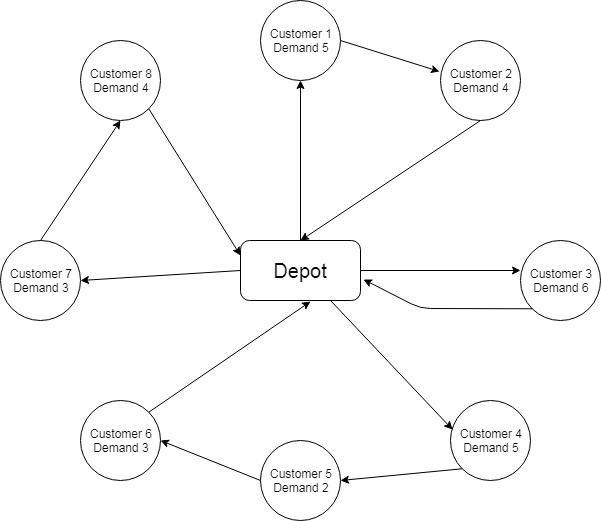 Customer 1
Demand 5
Customer 2
Demand 4
Customer 8
Demand 4
Customer 7
Demand 3
Depot
Customer 3
Demand 6
Customer 6
Demand 3
Customer 4
Demand 5
Customer 5
Demand 2